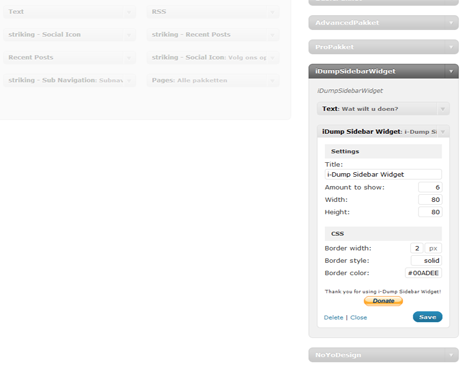 Text
RSS
striking - Social Icon
striking - Recent Posts
Recent Posts
striking - Social Icon: Volg ons op
striking - Sub Navigation: Subnav
Pages: Alle pakketten
AdvancedPakket
ProPakket
iDumpSidebarWidget
iDumpSidebarWidget
Text: Wat wilt u doen?
iDump Sidebar Widget: i-Dump Si
Settings
Title:
i-Dump Sidebar Widget
Amount to show: 6
Width: 80
Height: 80
CSS
Border width: 2 px
Border style: solid
Border color: #00ADEE
Thank you for using i-Dump Sidebar Widget!
Donate
Delete | Close Save
NoYoDesign